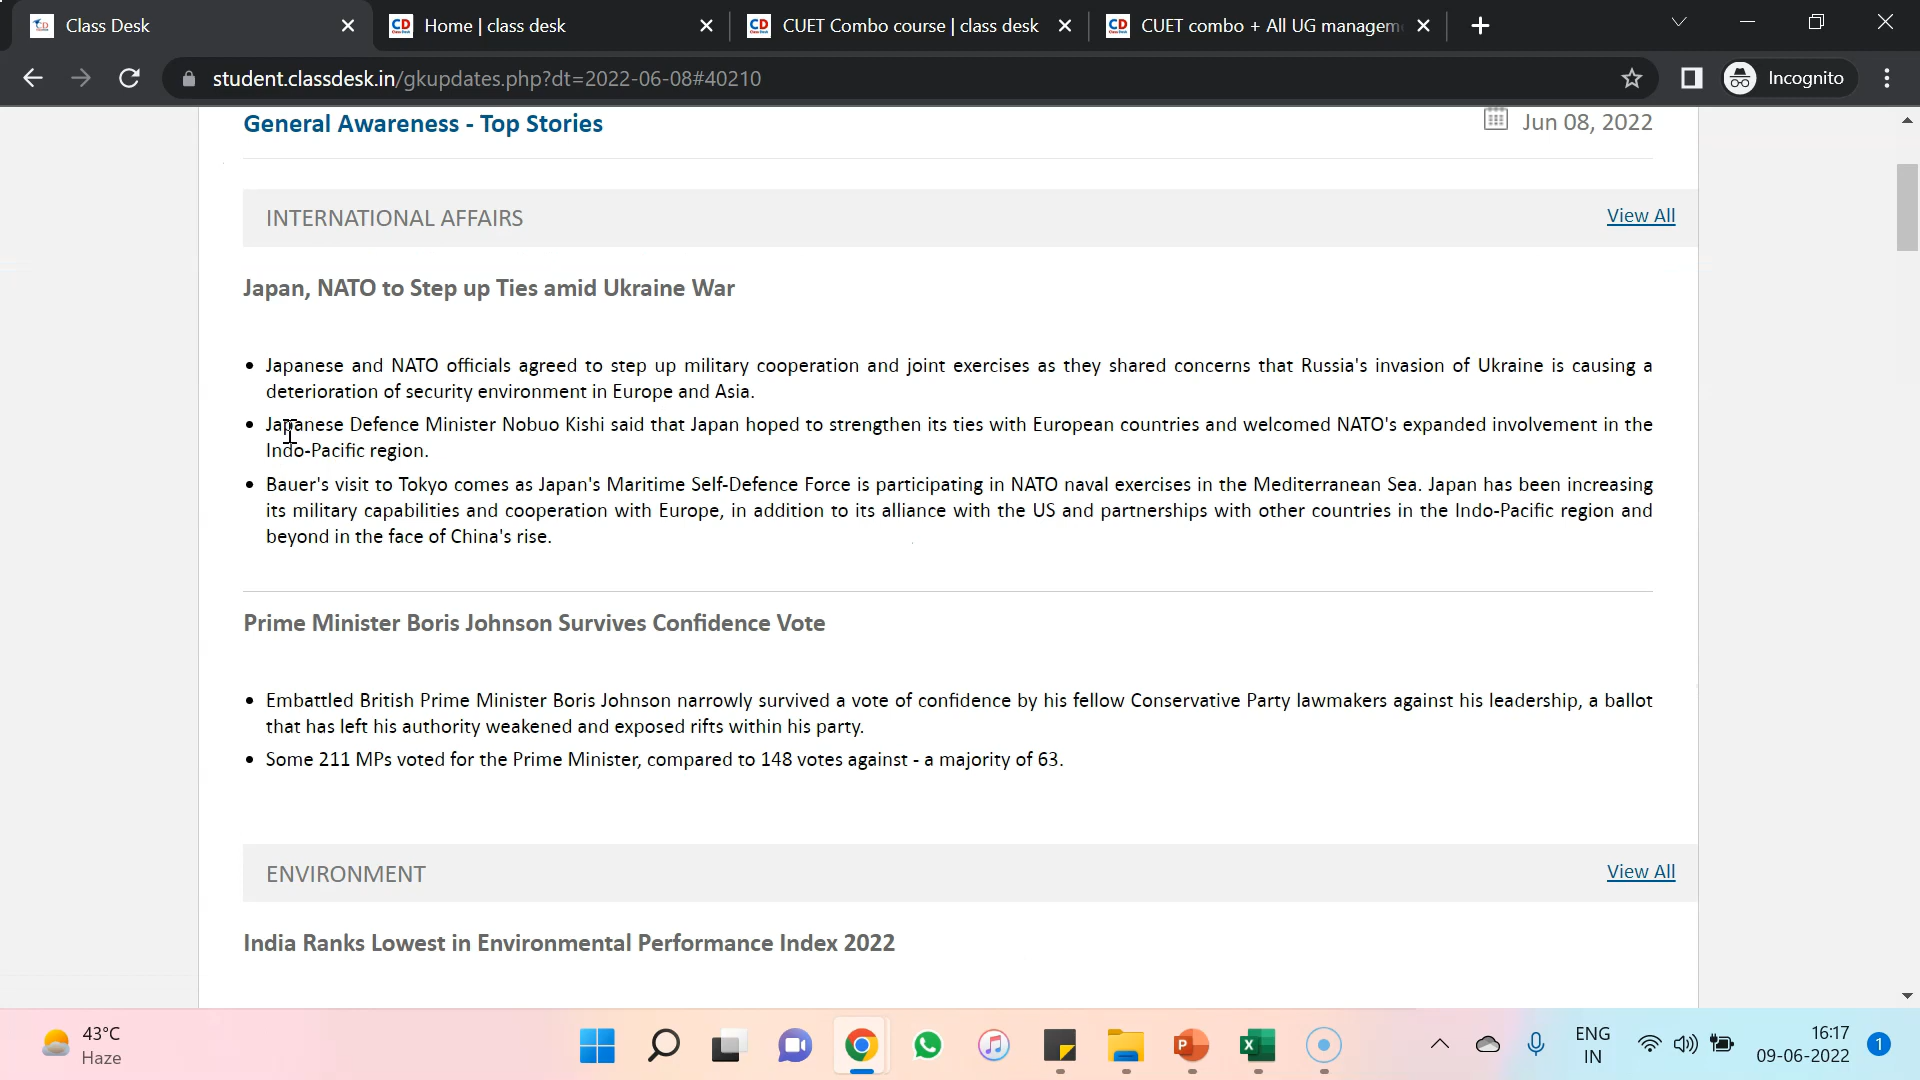 Class Desk
Home | class desk
CUET Combo course | class desk
CUET combo + All UG managem
student.classdesk.in/gkupdates.php?dt=2022-06-08#40210
Incognito
General Awareness - Top Stories
Jun 08, 2022
INTERNATIONAL AFFAIRS
View All
Japan, NATO to Step up Ties amid Ukraine War
Japanese and NATO officials agreed to step up military cooperation and joint exercises as they shared concerns that Russia's invasion of Ukraine is causing a
deterioration of security environment in Europe and Asia.
Japanese Defence Minister Nobuo Kishi said that Japan hoped to strengthen its ties with European countries and welcomed NATO's expanded involvement in the
Indo-Pacific region.
Bauer's visit to Tokyo comes as Japan's Maritime Self-Defence Force is participating in NATO naval exercises in the Mediterranean Sea. Japan has been increasing
its military capabilities and cooperation with Europe, in addition to its alliance with the US and partnerships with other countries in the Indo-Pacific region and
beyond in the face of China's rise.
Prime Minister Boris Johnson Survives Confidence Vote
Embattled British Prime Minister Boris Johnson narrowly survived a vote of confidence by his fellow Conservative Party lawmakers against his leadership, a ballot
that has left his authority weakened and exposed rifts within his party.
Some 211 MPs voted for the Prime Minister, compared to 148 votes against - a majority of 63.
ENVIRONMENT
View All
India Ranks Lowest in Environmental Performance Index 2022
43°C
Haze
ENG
IN
16:17
09-06-2022
1